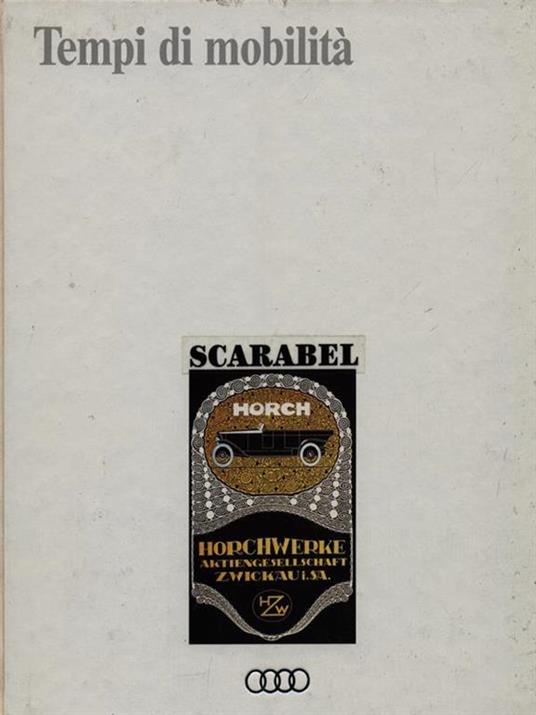 Tempi di mobilità
SCARABEL
HORCH
HORCHWERKE
AKTIENGESELLSCHAFT
ZWICKAU i. SA.
HZW